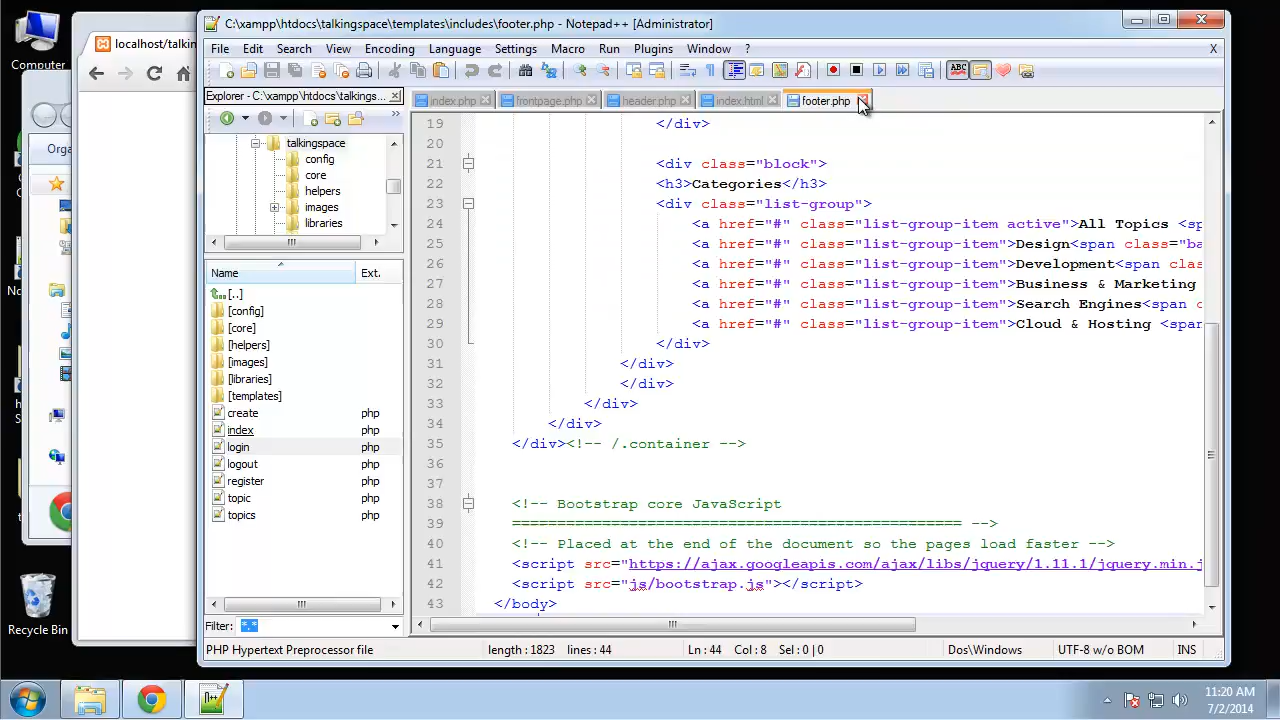 Computer
Recycle Bin
localhost/talkin
Orga
C:\xampp\htdocs\talkingspace\templates\includes\footer.php - Notepad++ [Administrator]
File Edit Search View Encoding Language Settings Macro Run Plugins Window ? X
Explorer - C:\xampp\htdocs\talkings...
index.php frontpage.php header.php index.html footer.php
talkingspace
config
core
helpers
images
libraries
Name Ext.
[..]
[config]
[core]
[helpers]
[images]
[libraries]
[templates]
create php
index php
login php
logout php
register php
topic php
topics php
Filter: *.*
19 </div>
20
21 <div class="block">
22 <h3>Categories</h3>
23 <div class="list-group">
24 <a href="#" class="list-group-item active">All Topics <sp
25 <a href="#" class="list-group-item">Design<span class="ba
26 <a href="#" class="list-group-item">Development<span clas
27 <a href="#" class="list-group-item">Business & Marketing
28 <a href="#" class="list-group-item">Search Engines<span c
29 <a href="#" class="list-group-item">Cloud & Hosting <span
30 </div>
31 </div>
32 </div>
33 </div>
34 </div>
35 </div><!-- /.container -->
36
37
38 <!-- Bootstrap core JavaScript
39 ================================================== -->
40 <!-- Placed at the end of the document so the pages load faster -->
41 <script src="https://ajax.googleapis.com/ajax/libs/jquery/1.11.1/jquery.min.j
42 <script src="js/bootstrap.js"></script>
43 </body>
PHP Hypertext Preprocessor file length : 1823 lines : 44 Ln : 44 Col : 8 Sel : 0 | 0 Dos\Windows UTF-8 w/o BOM INS
11:20 AM
7/2/2014